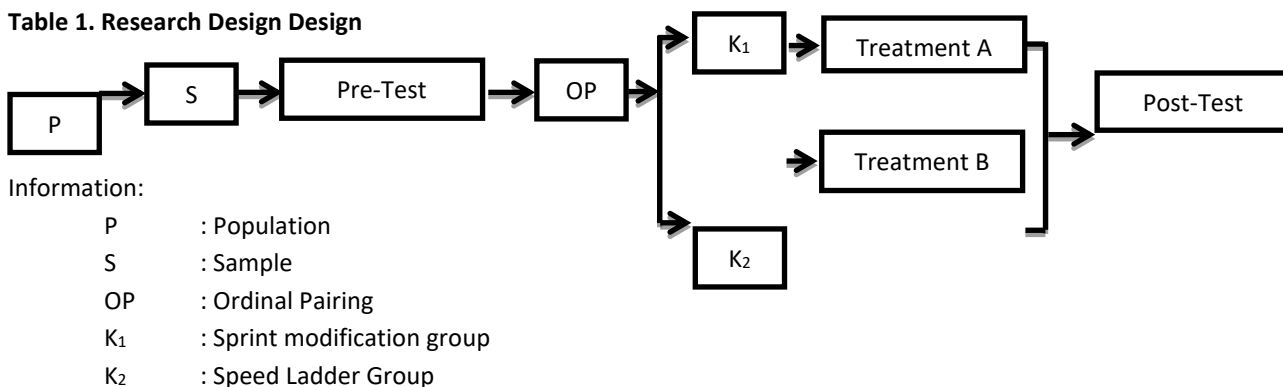 Table 1. Research Design Design
P
S
Pre-Test
OP
K₁
Treatment A
Treatment B
K₂
Post-Test
Information:
P : Population
S : Sample
OP : Ordinal Pairing
K₁ : Sprint modification group
K₂ : Speed Ladder Group